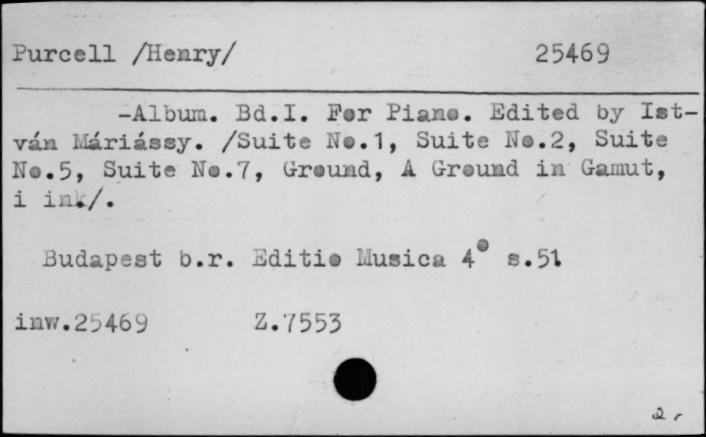 Purcell /Henry/ 25469
-Album. Bd.I. For Piano. Edited by Ist-
ván Máriássy. /Suite No.1, Suite No.2, Suite
No.5, Suite No.7, Ground, A Ground in Gamut,
i in./.
Budapest b.r. Editio Musica 4° s.51
inw.25469 Z.7553